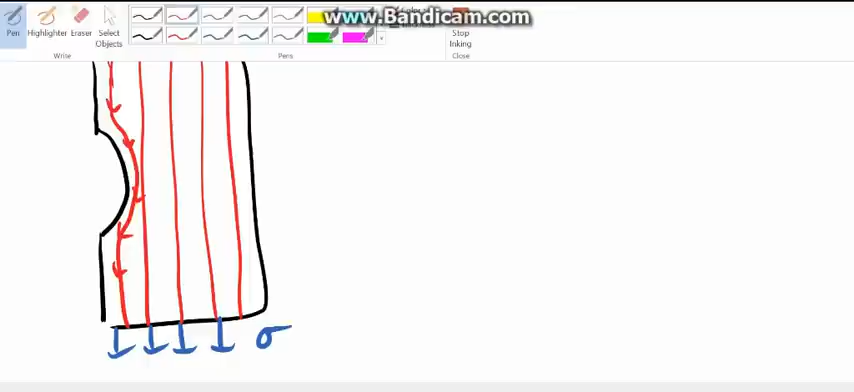 www.Bandicam.com
Pen
Highlighter
Eraser
Select
Objects
Stop
Inking
Write
Pens
Close
σ